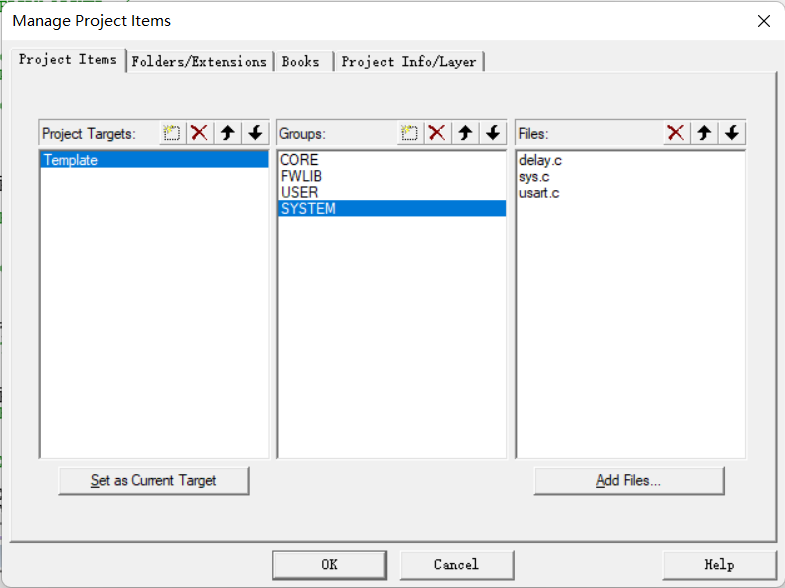 Manage Project Items
Project Items
Folders/Extensions
Books
Project Info/Layer
Project Targets:
Groups:
Files:
Template
CORE
FWLIB
USER
SYSTEM
delay.c
sys.c
usart.c
Set as Current Target
Add Files...
OK
Cancel
Help